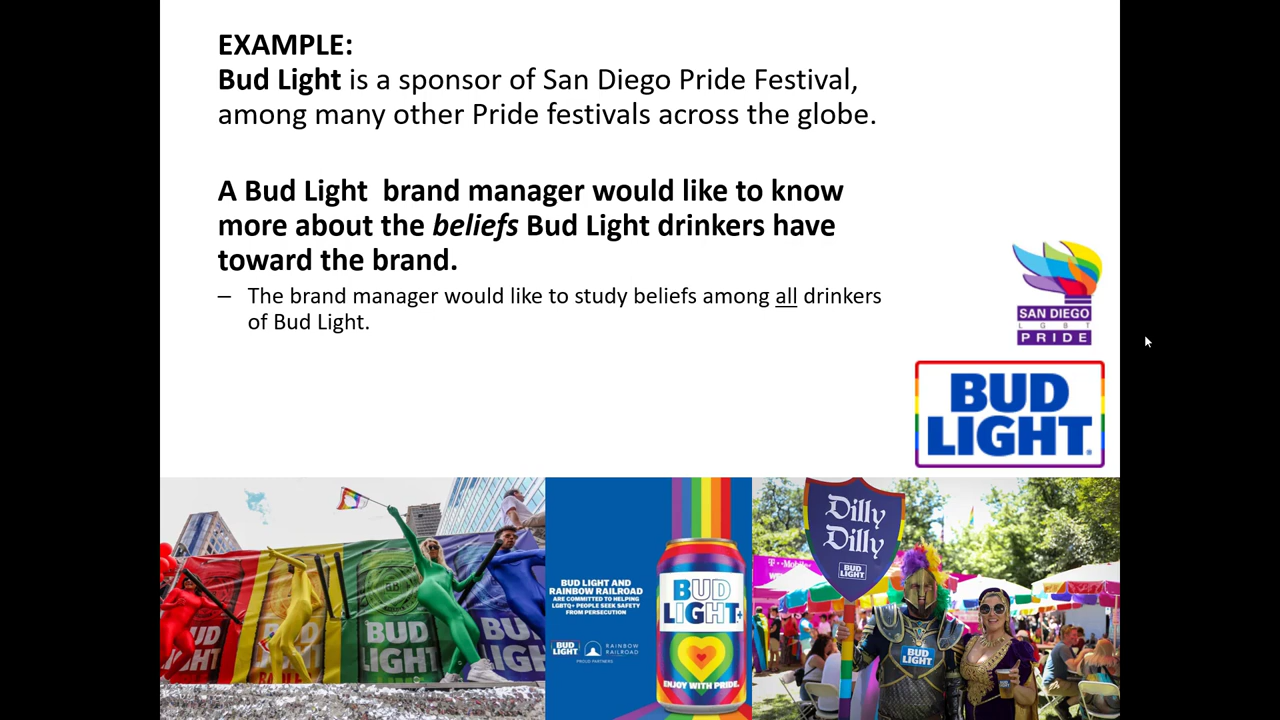 EXAMPLE:
Bud Light is a sponsor of San Diego Pride Festival,
among many other Pride festivals across the globe.
A Bud Light  brand manager would like to know
more about the beliefs Bud Light drinkers have
toward the brand.
– The brand manager would like to study beliefs among all drinkers
of Bud Light.
SAN DIEGO
LGBT
PRIDE
BUD
LIGHT
BUD
LIGHT
BUD
LIGHT
BUD LIGHT AND
RAINBOW RAILROAD
ARE COMMITTED TO HELPING
LGBTQ+ PEOPLE SEEK SAFETY
FROM PERSECUTION
BUD
LIGHT
RAINBOW
RAILROAD
PROUD PARTNERS
BUD
LIGHT
ENJOY WITH PRIDE.
Dilly
Dilly
BUD
LIGHT
T Mobile
BUD
LIGHT